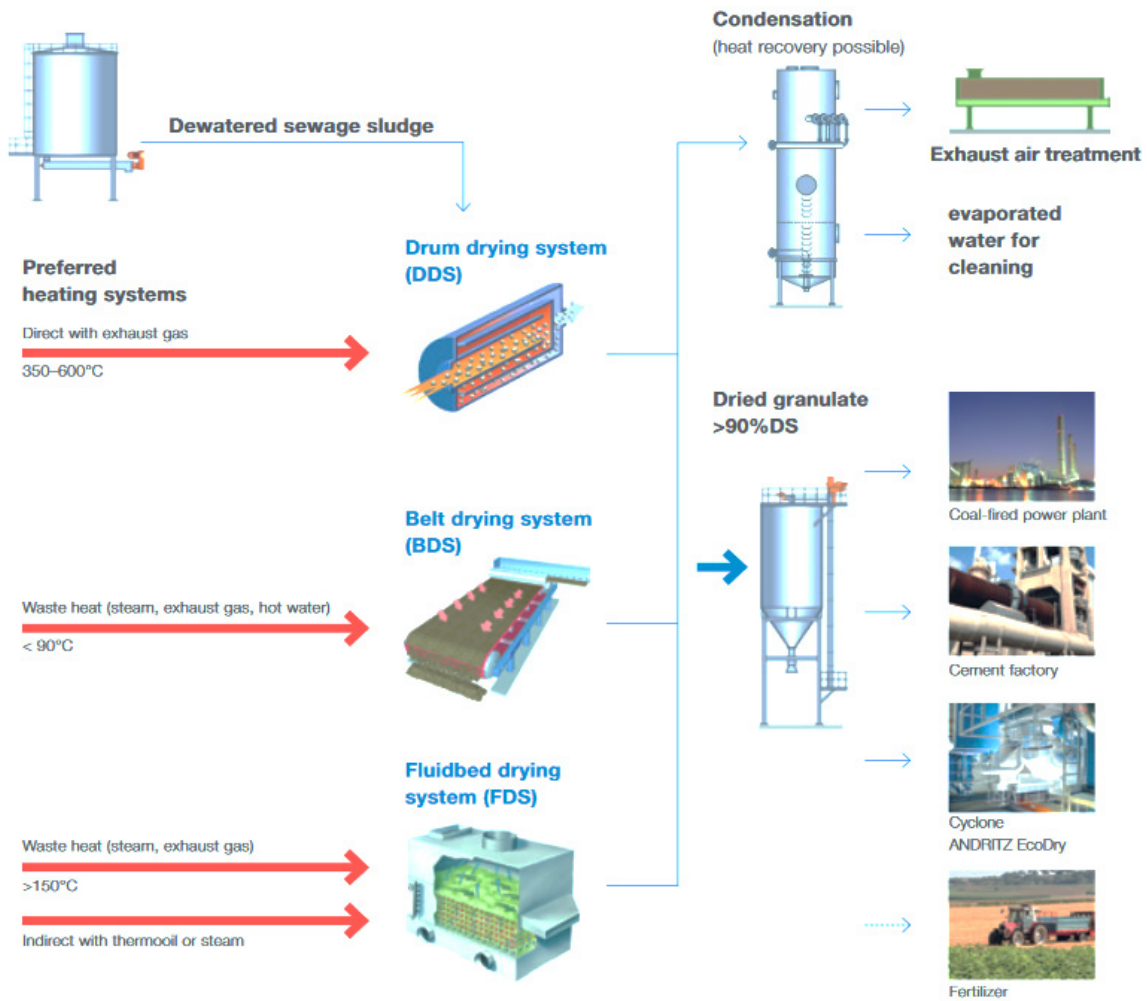 Condensation
(heat recovery possible)
Dewatered sewage sludge
Exhaust air treatment
evaporated
water for
cleaning
Preferred
heating systems
Direct with exhaust gas
350–600°C
Drum drying system
(DDS)
Dried granulate
>90%DS
Coal-fired power plant
Belt drying system
(BDS)
Waste heat (steam, exhaust gas, hot water)
< 90°C
Cement factory
Fluidbed drying
system (FDS)
Cyclone
ANDRITZ EcoDry
Waste heat (steam, exhaust gas)
>150°C
Indirect with thermooil or steam
Fertilizer